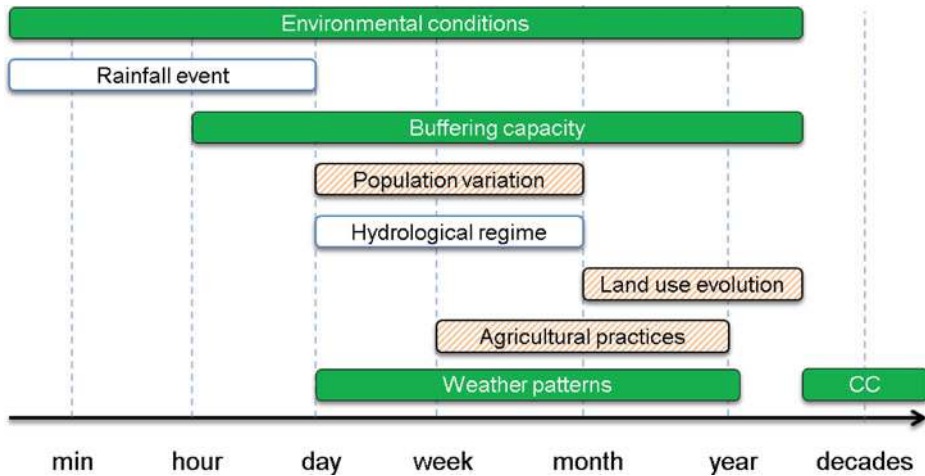 Environmental conditions
Rainfall event
Buffering capacity
Population variation
Hydrological regime
Land use evolution
Agricultural practices
Weather patterns CC
min hour day week month year decades